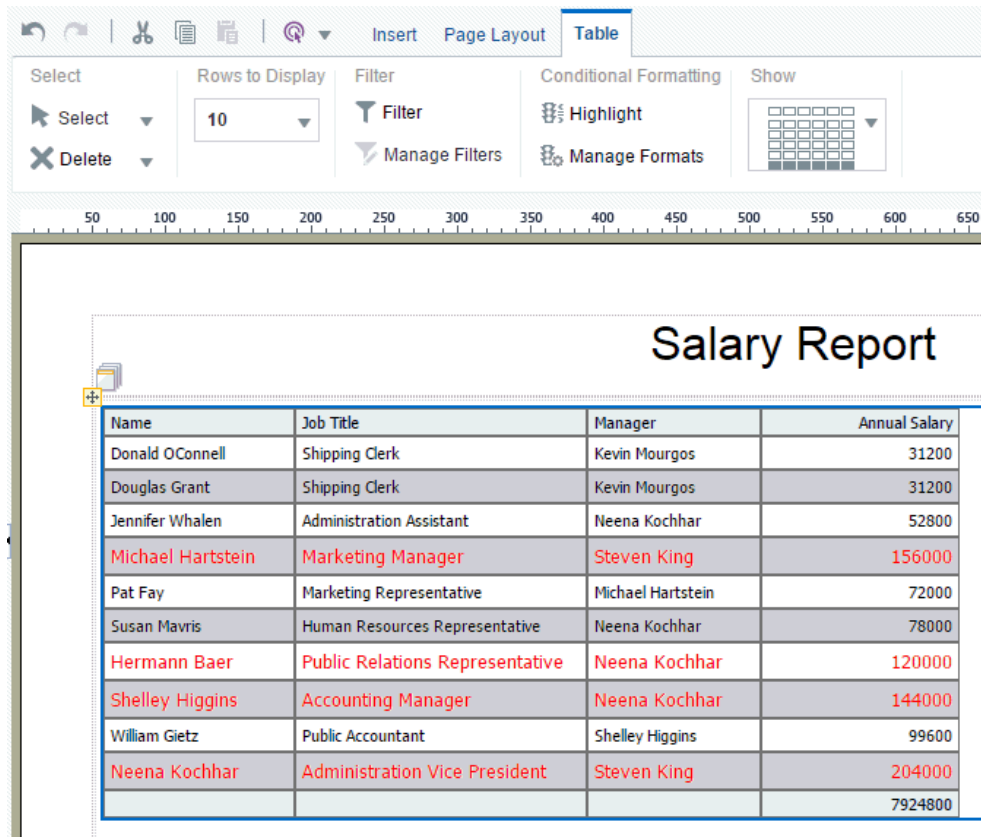 Insert Page Layout Table
Select Rows to Display Filter Conditional Formatting Show
Select 10 Filter Highlight
Delete Manage Filters Manage Formats
50 100 150 200 250 300 350 400 450 500 550 600 650
Salary Report
Name Job Title Manager Annual Salary
Donald OConnell Shipping Clerk Kevin Mourgos 31200
Douglas Grant Shipping Clerk Kevin Mourgos 31200
Jennifer Whalen Administration Assistant Neena Kochhar 52800
Michael Hartstein Marketing Manager Steven King 156000
Pat Fay Marketing Representative Michael Hartstein 72000
Susan Mavris Human Resources Representative Neena Kochhar 78000
Hermann Baer Public Relations Representative Neena Kochhar 120000
Shelley Higgins Accounting Manager Neena Kochhar 144000
William Gietz Public Accountant Shelley Higgins 99600
Neena Kochhar Administration Vice President Steven King 204000
7924800